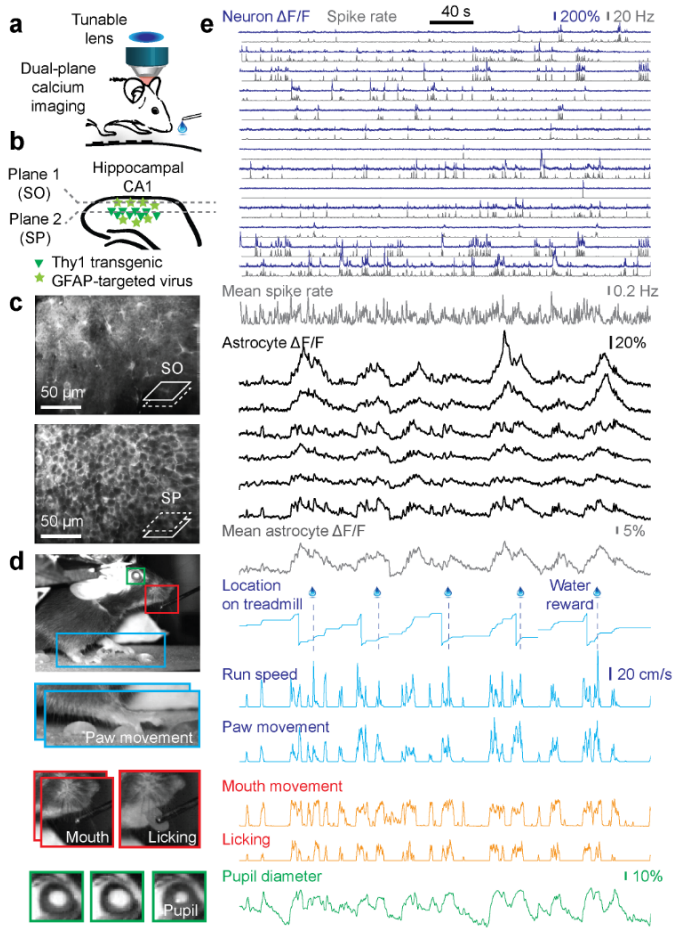 a
Tunable
lens
Dual-plane
calcium
imaging
b
Hippocampal
CA1
Plane 1
(SO)
Plane 2
(SP)
Thy1 transgenic
GFAP-targeted virus
c
SO
50 µm
SP
50 µm
d
Paw movement
Mouth
Licking
Pupil
e
Neuron ΔF/F
Spike rate
40 s
200%
20 Hz
Mean spike rate
0.2 Hz
Astrocyte ΔF/F
20%
Mean astrocyte ΔF/F
5%
Location
on treadmill
Water
reward
Run speed
20 cm/s
Paw movement
Mouth movement
Licking
Pupil diameter
10%